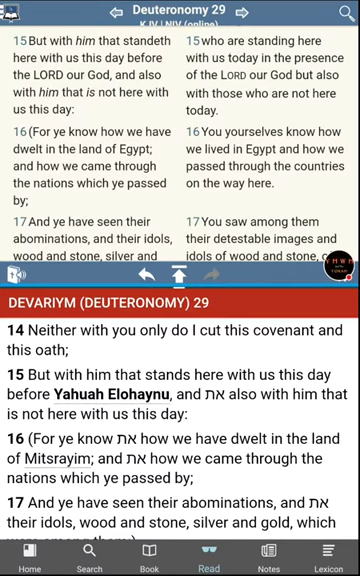 Deuteronomy 29
KJV | NIV (online)
15 But with him that standeth
here with us this day before
the LORD our God, and also
with him that is not here with
us this day:
16 (For ye know how we have
dwelt in the land of Egypt;
and how we came through
the nations which ye passed
by;
17 And ye have seen their
abominations, and their idols,
wood and stone, silver and
15 who are standing here
with us today in the presence
of the LORD our God but also
with those who are not here
today.
16 You yourselves know how
we lived in Egypt and how we
passed through the countries
on the way here.
17 You saw among them
their detestable images and
idols of wood and stone,
DEVARIYM (DEUTERONOMY) 29
14 Neither with you only do I cut this covenant and
this oath;
15 But with him that stands here with us this day
before Yahuah Elohaynu, and את also with him that
is not here with us this day:
16 (For ye know את how we have dwelt in the land
of Mitsrayim; and את how we came through the
nations which ye passed by;
17 And ye have seen their abominations, and את
their idols, wood and stone, silver and gold, which
were among them:)
Home
Search
Book
Read
Notes
Lexicon